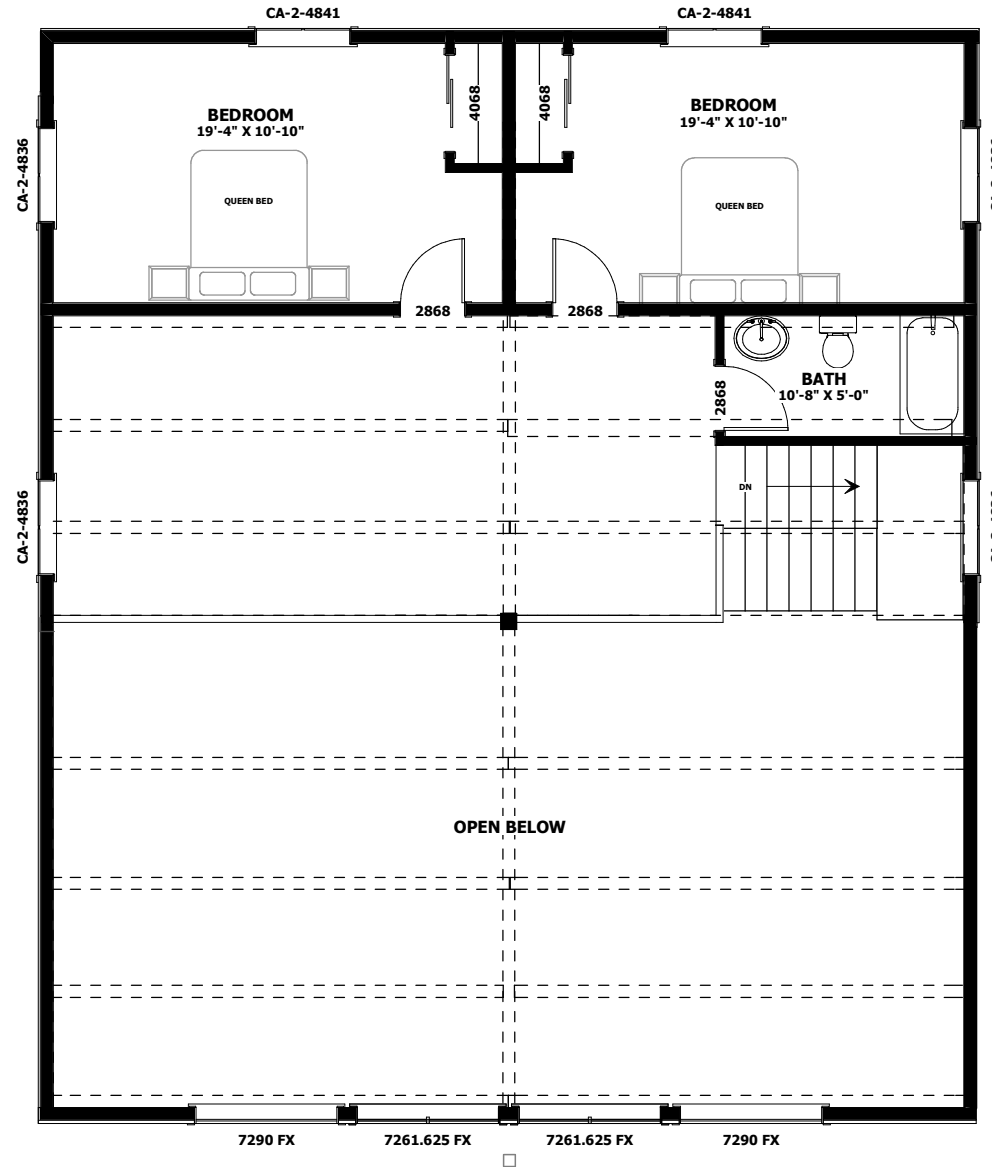 CA-2-4841
CA-2-4841
BEDROOM
19'-4" X 10'-10"
4068
4068
BEDROOM
19'-4" X 10'-10"
CA-2-4836
QUEEN BED
QUEEN BED
2868
2868
2868
BATH
10'-8" X 5'-0"
CA-2-4836
DN
OPEN BELOW
7290 FX
7261.625 FX
7261.625 FX
7290 FX